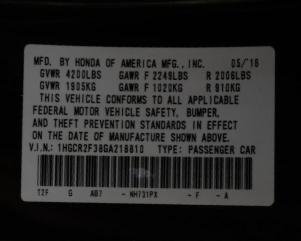 MFD. BY HONDA OF AMERICA MFG., INC. 05/'16
GVWR 4200LBS GAWR F 2249LBS R 2006LBS
GVWR 1905KG GAWR F 1020KG R 910KG
THIS VEHICLE CONFORMS TO ALL APPLICABLE
FEDERAL MOTOR VEHICLE SAFETY, BUMPER,
AND THEFT PREVENTION STANDARDS IN EFFECT
ON THE DATE OF MANUFACTURE SHOWN ABOVE.
V.I.N.: 1HGCR2F38GA218810 TYPE: PASSENGER CAR
T2F G AB7 - NH731PX - F - A